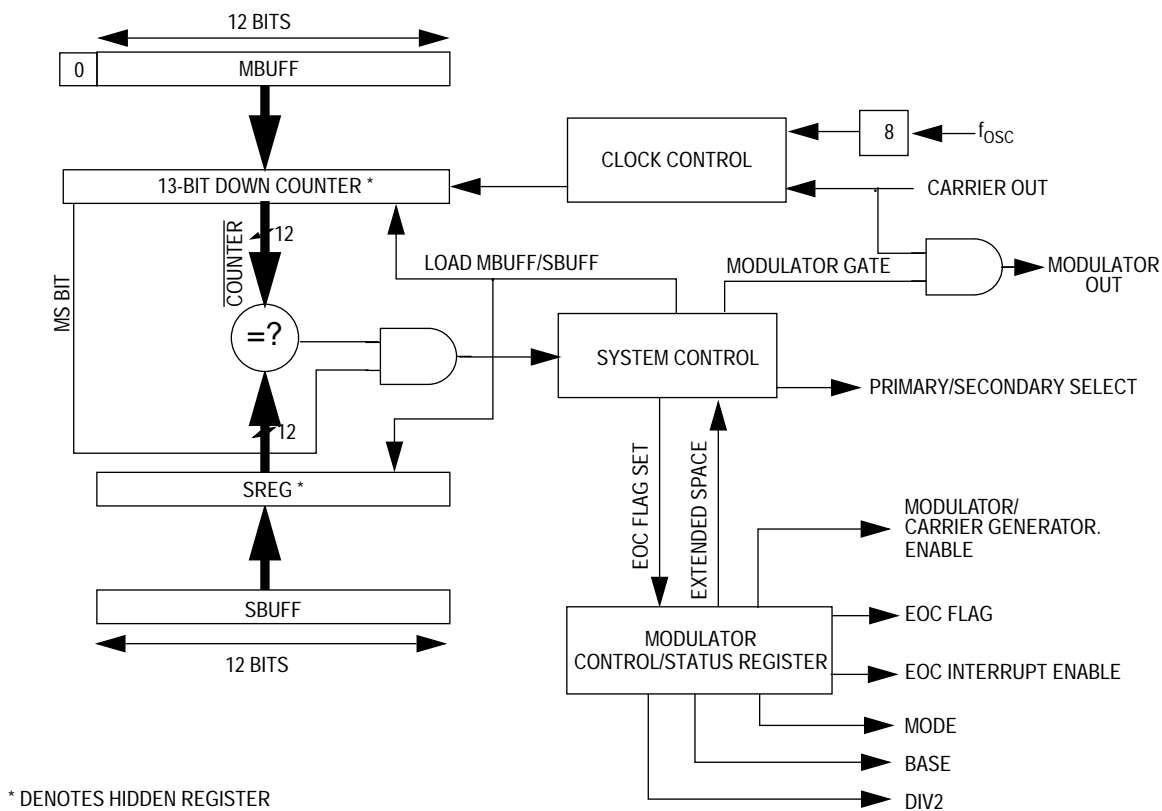 12 BITS
0
MBUFF
8
fOSC
CLOCK CONTROL
13-BIT DOWN COUNTER *
CARRIER OUT
12
COUNTER
LOAD MBUFF/SBUFF
MODULATOR GATE
MODULATOR
OUT
MS BIT
=?
SYSTEM CONTROL
PRIMARY/SECONDARY SELECT
12
SREG *
EOC FLAG SET
EXTENDED SPACE
MODULATOR/
CARRIER GENERATOR.
ENABLE
SBUFF
12 BITS
MODULATOR
CONTROL/STATUS REGISTER
EOC FLAG
EOC INTERRUPT ENABLE
MODE
BASE
DIV2
* DENOTES HIDDEN REGISTER